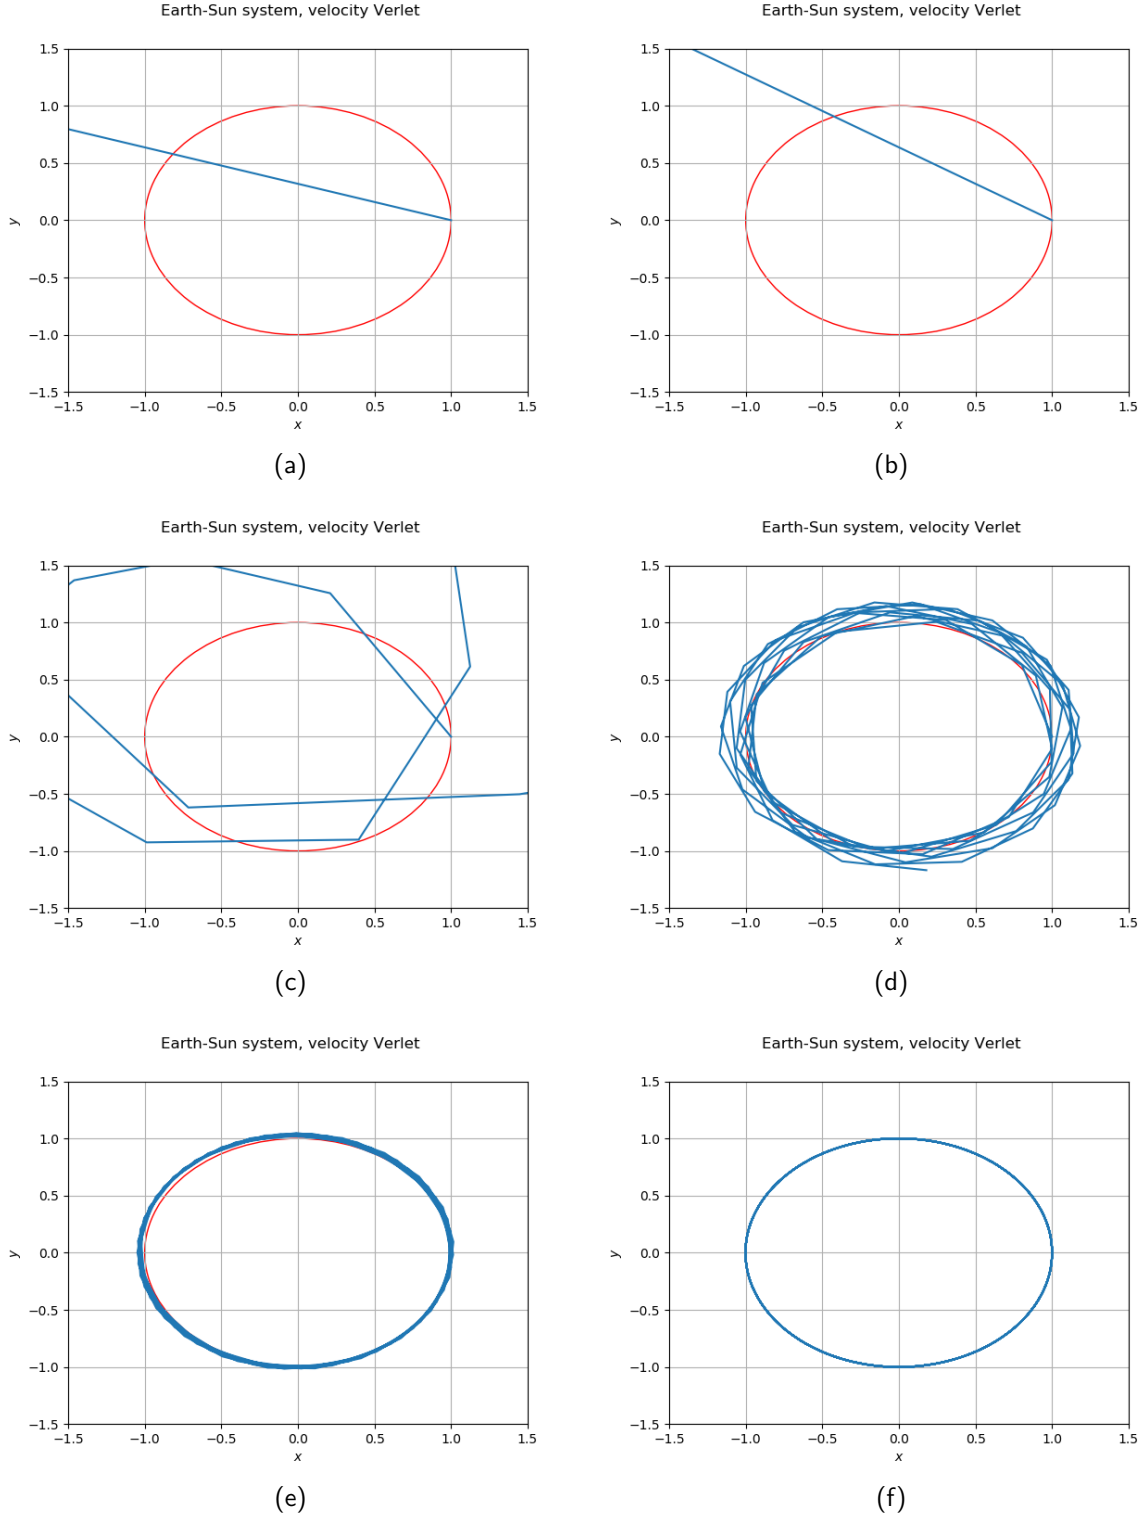 Earth-Sun system, velocity Verlet Earth-Sun system, velocity Verlet
1.5 1.5
1.0 1.0
0.5 0.5
y 0.0 y 0.0
−0.5 −0.5
−1.0 −1.0
−1.5 −1.5
−1.5 −1.0 −0.5 0.0 0.5 1.0 1.5 −1.5 −1.0 −0.5 0.0 0.5 1.0 1.5
x x
(a) (b)
Earth-Sun system, velocity Verlet Earth-Sun system, velocity Verlet
1.5 1.5
1.0 1.0
0.5 0.5
y 0.0 y 0.0
−0.5 −0.5
−1.0 −1.0
−1.5 −1.5
−1.5 −1.0 −0.5 0.0 0.5 1.0 1.5 −1.5 −1.0 −0.5 0.0 0.5 1.0 1.5
x x
(c) (d)
Earth-Sun system, velocity Verlet Earth-Sun system, velocity Verlet
1.5 1.5
1.0 1.0
0.5 0.5
y 0.0 y 0.0
−0.5 −0.5
−1.0 −1.0
−1.5 −1.5
−1.5 −1.0 −0.5 0.0 0.5 1.0 1.5 −1.5 −1.0 −0.5 0.0 0.5 1.0 1.5
x x
(e) (f)